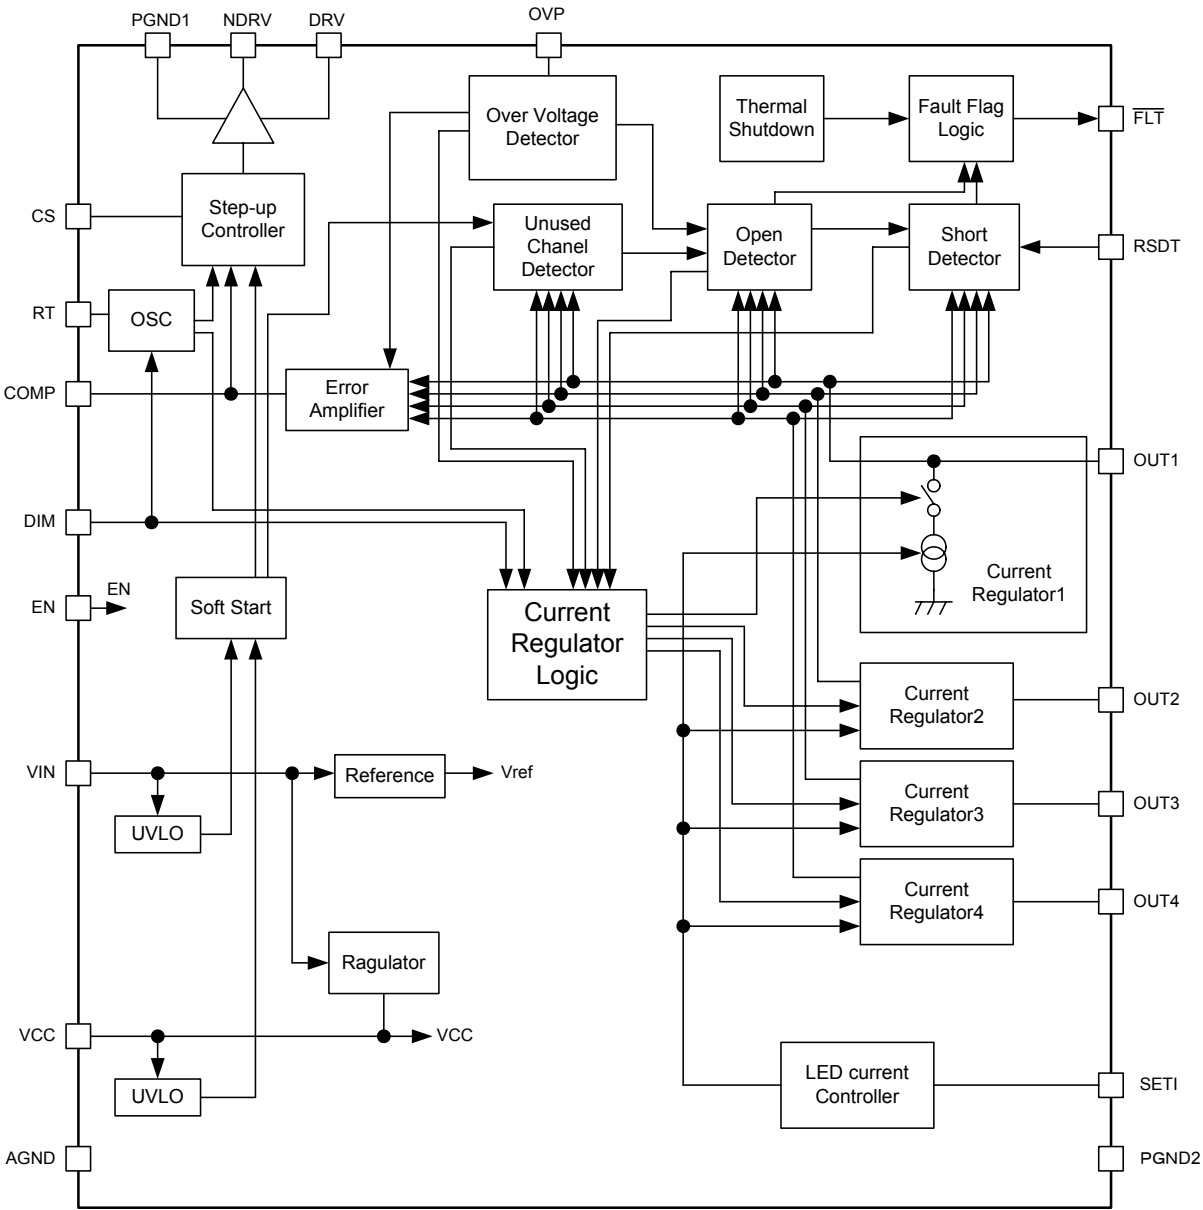 PGND1
NDRV
DRV
OVP
Over Voltage
Detector
Thermal
Shutdown
Fault Flag
Logic
FLT
CS
Step-up
Controller
Unused
Chanel
Detector
Open
Detector
Short
Detector
RSDT
RT
OSC
COMP
Error
Amplifier
OUT1
DIM
Current
Regulator1
EN
EN
Soft Start
Current
Regulator
Logic
Current
Regulator2
OUT2
VIN
Reference
Vref
UVLO
Current
Regulator3
OUT3
Current
Regulator4
OUT4
Ragulator
VCC
VCC
UVLO
LED current
Controller
SETI
AGND
PGND2